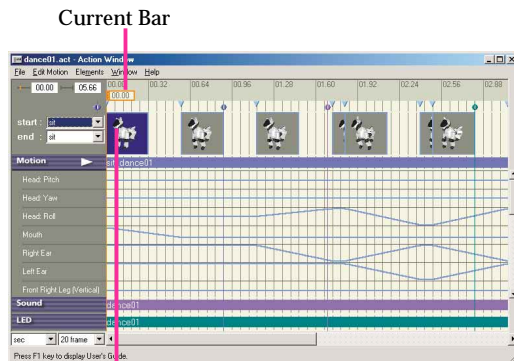 Current Bar
dance01.act - Action Window
File Edit Motion Elements Window Help
00.00 05.66
00.00 00.32 00.64 00.96 01.28 01.60 01.92 02.24 02.56 02.88
00.00
start : sit
end : sit
Motion
sit dance01
Head: Pitch
Head: Yaw
Head: Roll
Mouth
Right Ear
Left Ear
Front Right Leg (Vertical)
Sound
dance01
LED
dance01
sec 20 frame
Press F1 key to display User's Guide.